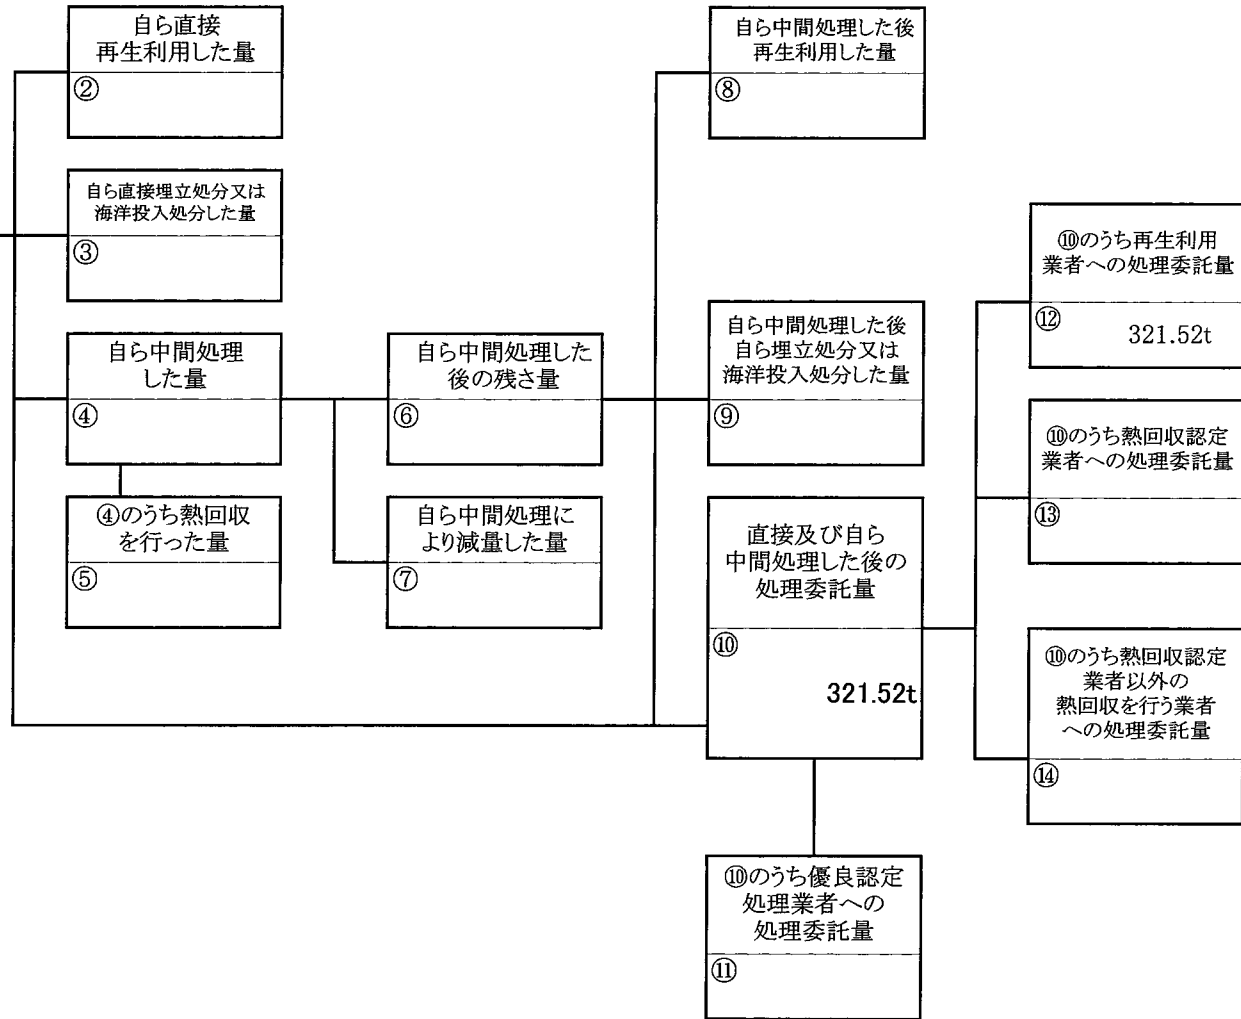 自ら直接
再生利用した量
②
自ら直接埋立処分又は
海洋投入処分した量
③
自ら中間処理
した量
④
④のうち熱回収
を行った量
⑤
自ら中間処理した
後の残さ量
⑥
自ら中間処理に
より減量した量
⑦
自ら中間処理した後
再生利用した量
⑧
自ら中間処理した後
自ら埋立処分又は
海洋投入処分した量
⑨
直接及び自ら
中間処理した後の
処理委託量
⑩
321.52t
⑩のうち優良認定
処理業者への
処理委託量
⑪
⑩のうち再生利用
業者への処理委託量
⑫
321.52t
⑩のうち熱回収認定
業者への処理委託量
⑬
⑩のうち熱回収認定
業者以外の
熱回収を行う業者
への処理委託量
⑭